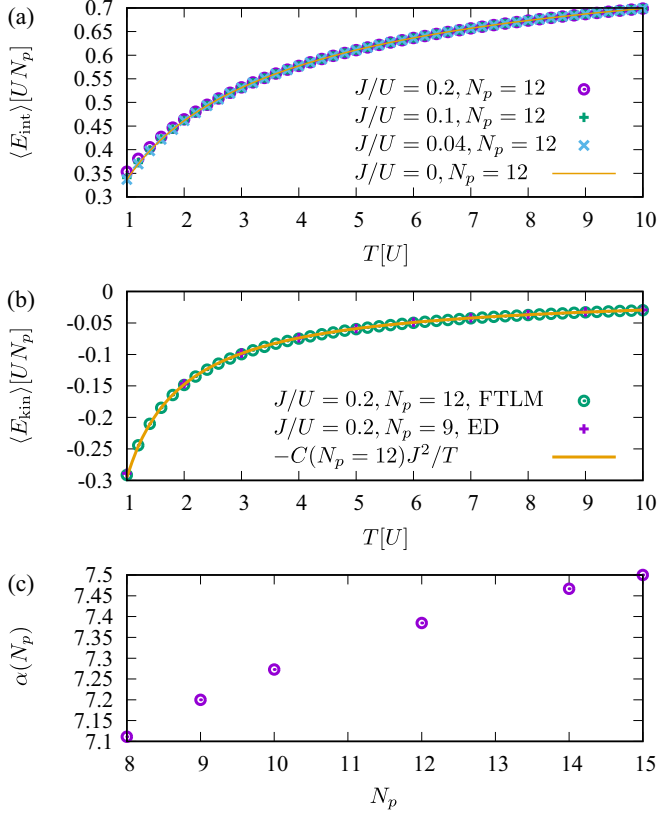 (a)
0.7
0.65
0.6
0.55
0.5
0.45
0.4
0.35
0.3
⟨E_int⟩[UN_p]
J/U = 0.2, N_p = 12
J/U = 0.1, N_p = 12
J/U = 0.04, N_p = 12
J/U = 0, N_p = 12
1 2 3 4 5 6 7 8 9 10
T[U]
(b)
0
-0.05
-0.1
-0.15
-0.2
-0.25
-0.3
⟨E_kin⟩[UN_p]
J/U = 0.2, N_p = 12, FTLM
J/U = 0.2, N_p = 9, ED
−C(N_p = 12)J²/T
1 2 3 4 5 6 7 8 9 10
T[U]
(c)
7.5
7.45
7.4
7.35
7.3
7.25
7.2
7.15
7.1
α(N_p)
8 9 10 11 12 13 14 15
N_p